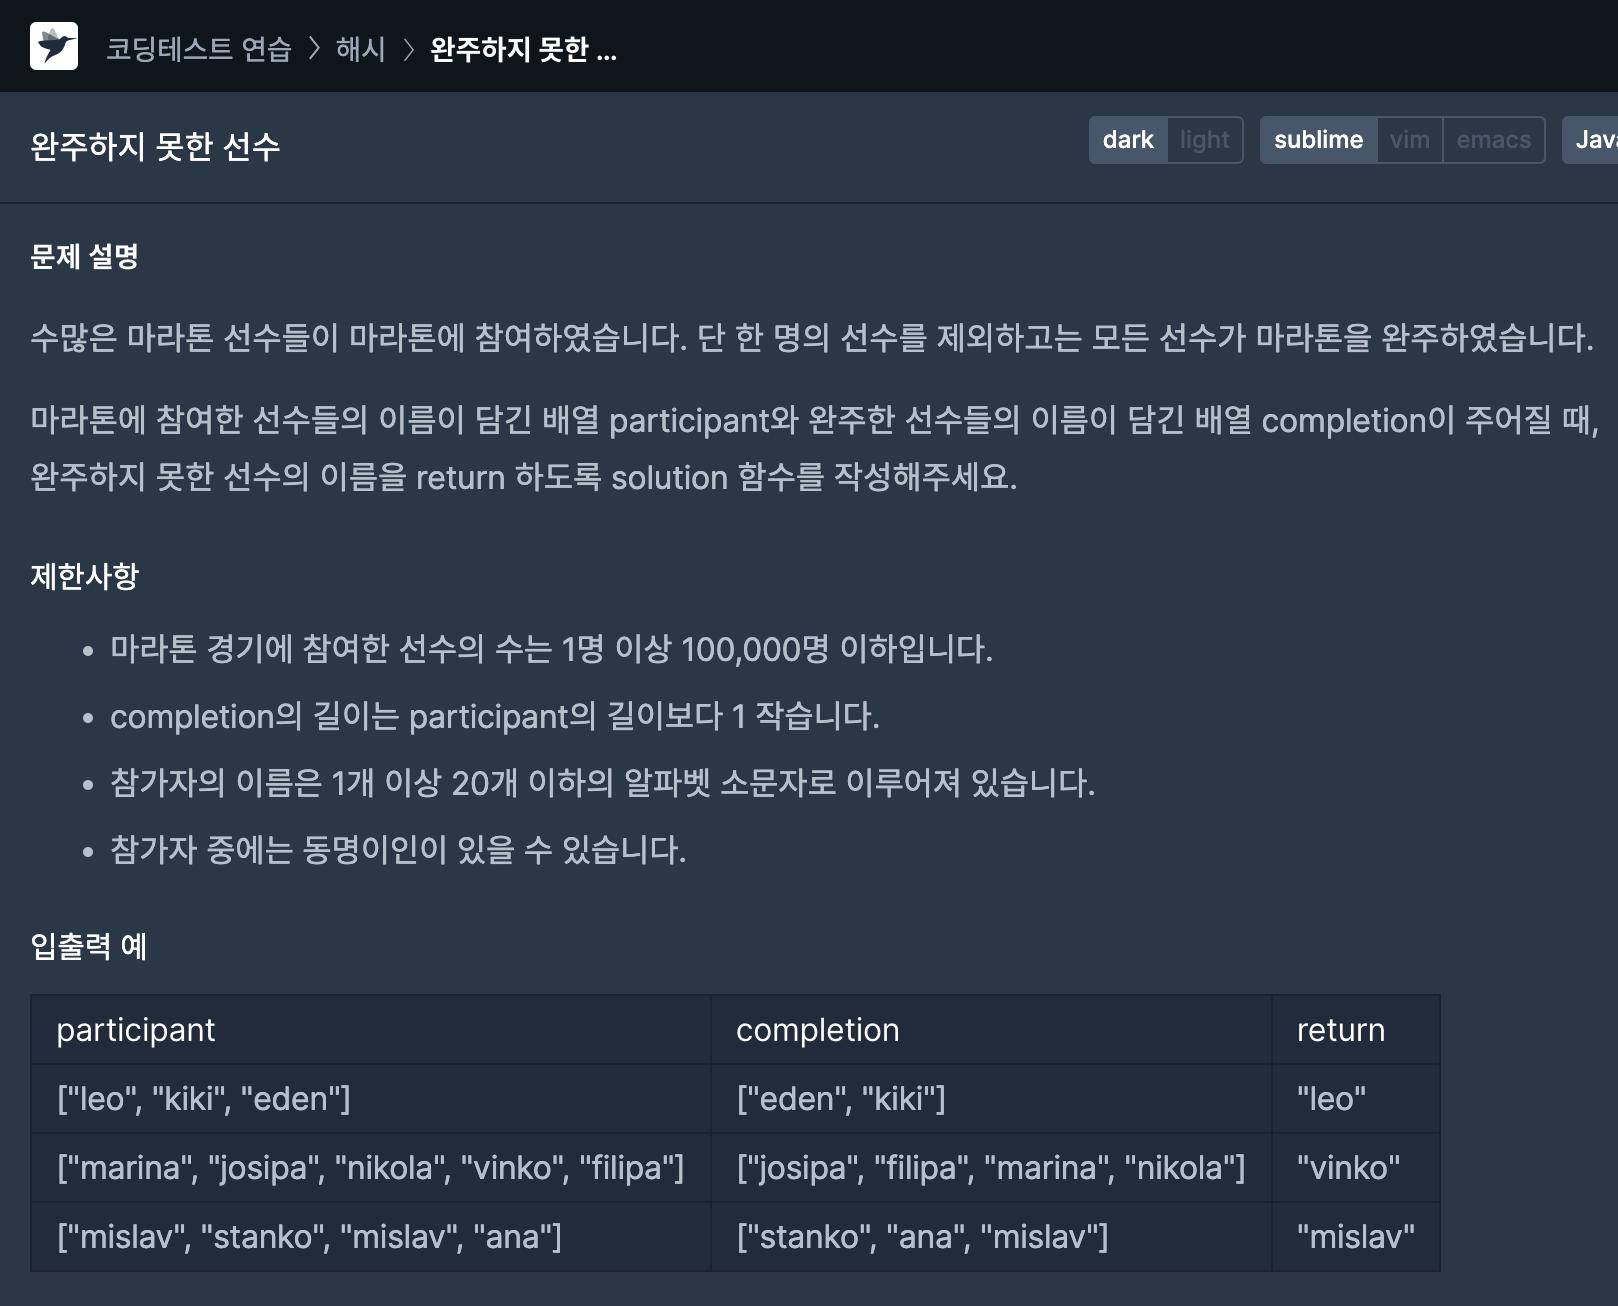 코딩테스트 연습 > 해시 > 완주하지 못한 ...
완주하지 못한 선수 dark light sublime vim emacs
문제 설명
수많은 마라톤 선수들이 마라톤에 참여하였습니다. 단 한 명의 선수를 제외하고는 모든 선수가 마라톤을 완주하였습니다.
마라톤에 참여한 선수들의 이름이 담긴 배열 participant와 완주한 선수들의 이름이 담긴 배열 completion이 주어질 때,
완주하지 못한 선수의 이름을 return 하도록 solution 함수를 작성해주세요.
제한사항
• 마라톤 경기에 참여한 선수의 수는 1명 이상 100,000명 이하입니다.
• completion의 길이는 participant의 길이보다 1 작습니다.
• 참가자의 이름은 1개 이상 20개 이하의 알파벳 소문자로 이루어져 있습니다.
• 참가자 중에는 동명이인이 있을 수 있습니다.
입출력 예
participant completion return
["leo", "kiki", "eden"] ["eden", "kiki"] "leo"
["marina", "josipa", "nikola", "vinko", "filipa"] ["josipa", "filipa", "marina", "nikola"] "vinko"
["mislav", "stanko", "mislav", "ana"] ["stanko", "ana", "mislav"] "mislav"